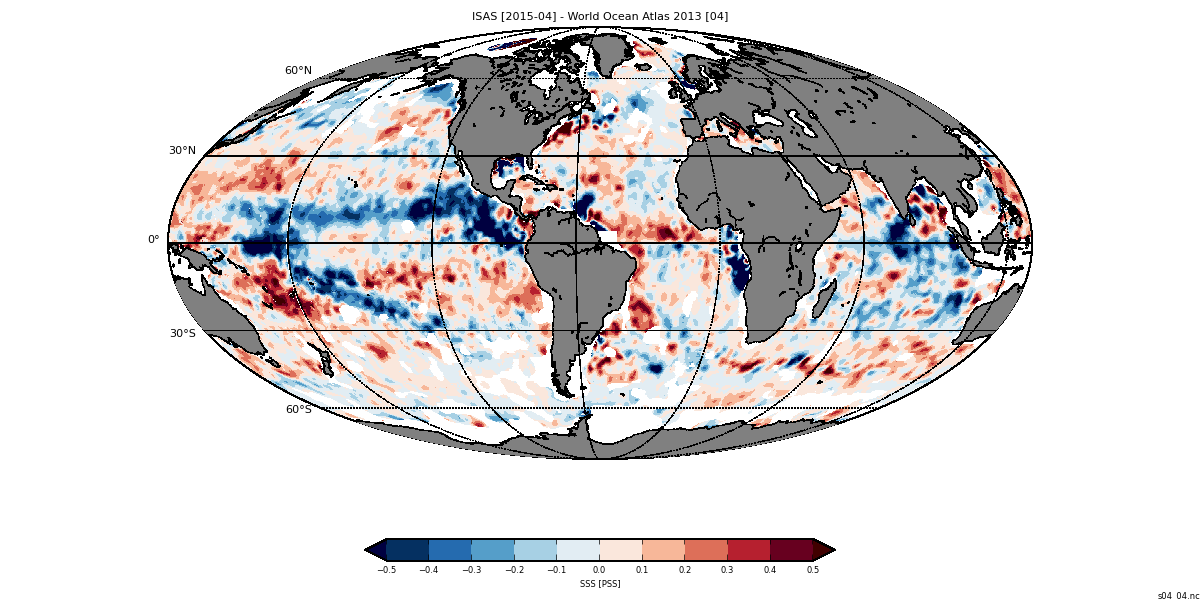 ISAS [2015-04] - World Ocean Atlas 2013 [04]
60°N
30°N
0°
30°S
60°S
−0.5 −0.4 −0.3 −0.2 −0.1 0.0 0.1 0.2 0.3 0.4 0.5
SSS [PSS]
s04_04.nc